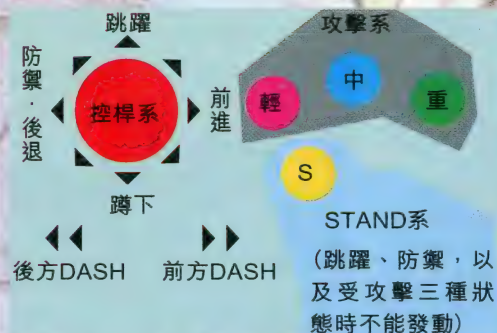 跳躍
攻擊系
防禦·後退
控桿系
前進
輕
中
重
S
蹲下
STAND系
後方DASH
前方DASH
(跳躍、防禦，以
及受攻擊三種狀
態時不能發動)